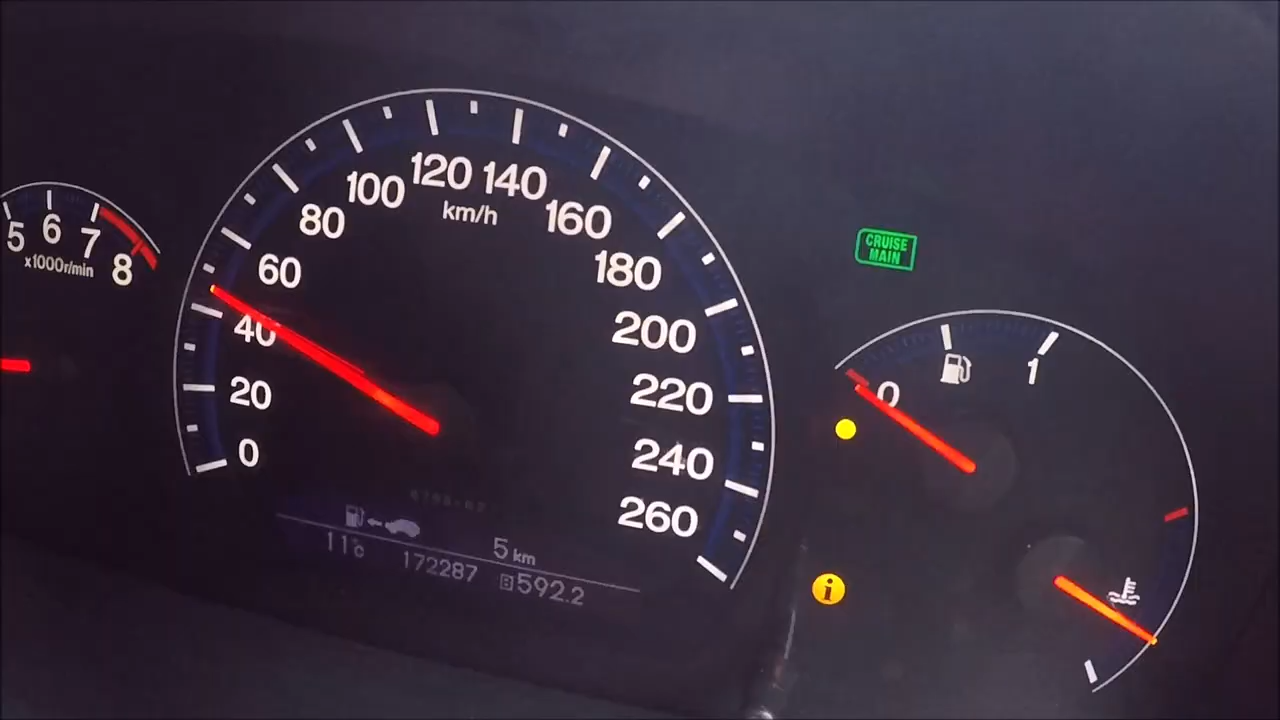 5 6 7 8
x1000r/min
0 20 40 60 80 100 120 140 160 180 200 220 240 260
km/h
CRUISE
MAIN
0 1
i
5 km
11°C 172287 B592.2